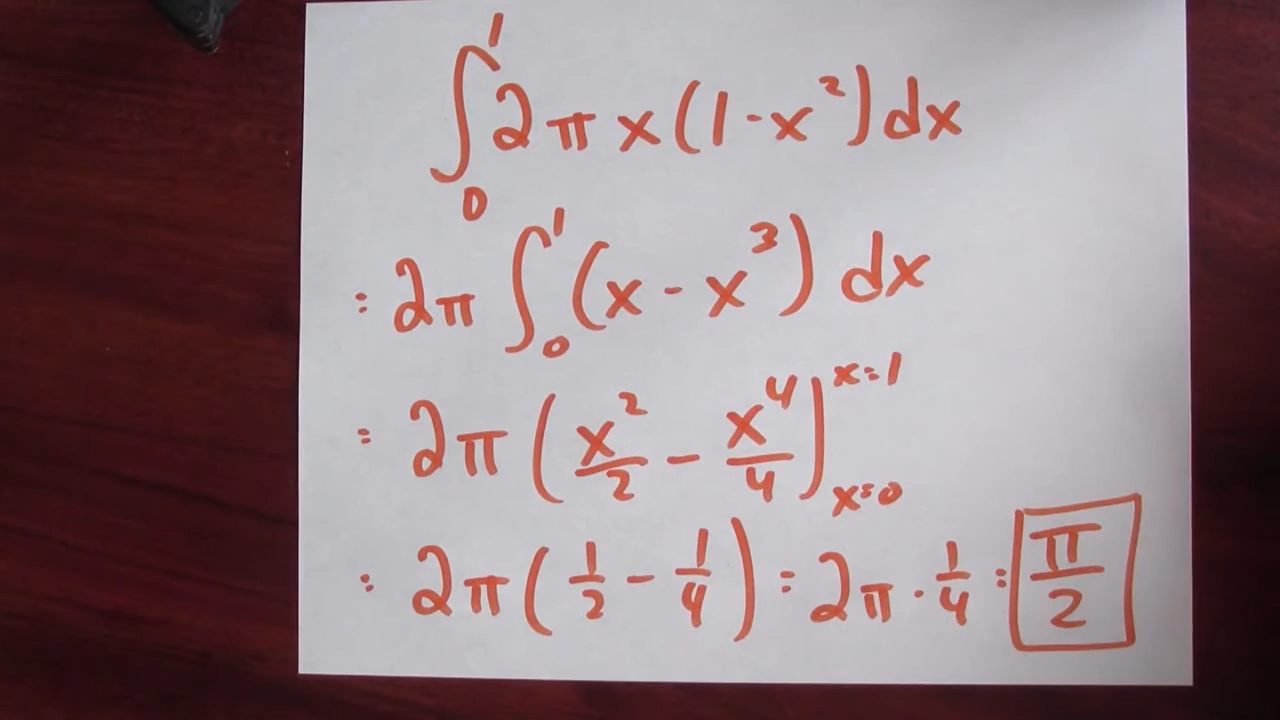 ∫₀¹ 2πx(1-x²)dx
= 2π ∫₀¹ (x-x³) dx
= 2π (x²/2 - x⁴/4) x=1 x=0
= 2π(1/2 - 1/4) = 2π · 1/4 = π/2